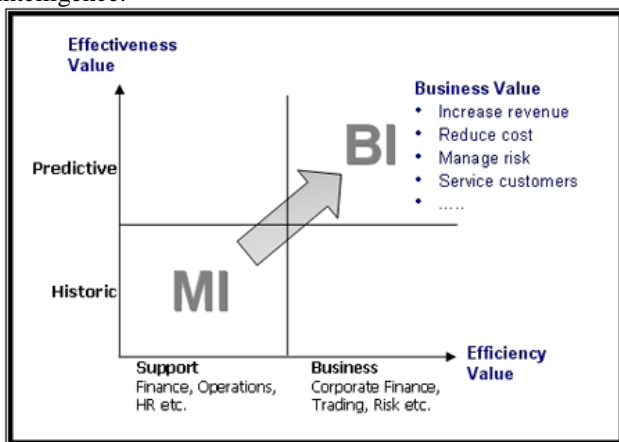 Effectiveness
Value
Business Value
• Increase revenue
• Reduce cost
• Manage risk
• Service customers
• .....
BI
Predictive
Historic
MI
Efficiency
Value
Support
Finance, Operations,
HR etc.
Business
Corporate Finance,
Trading, Risk etc.